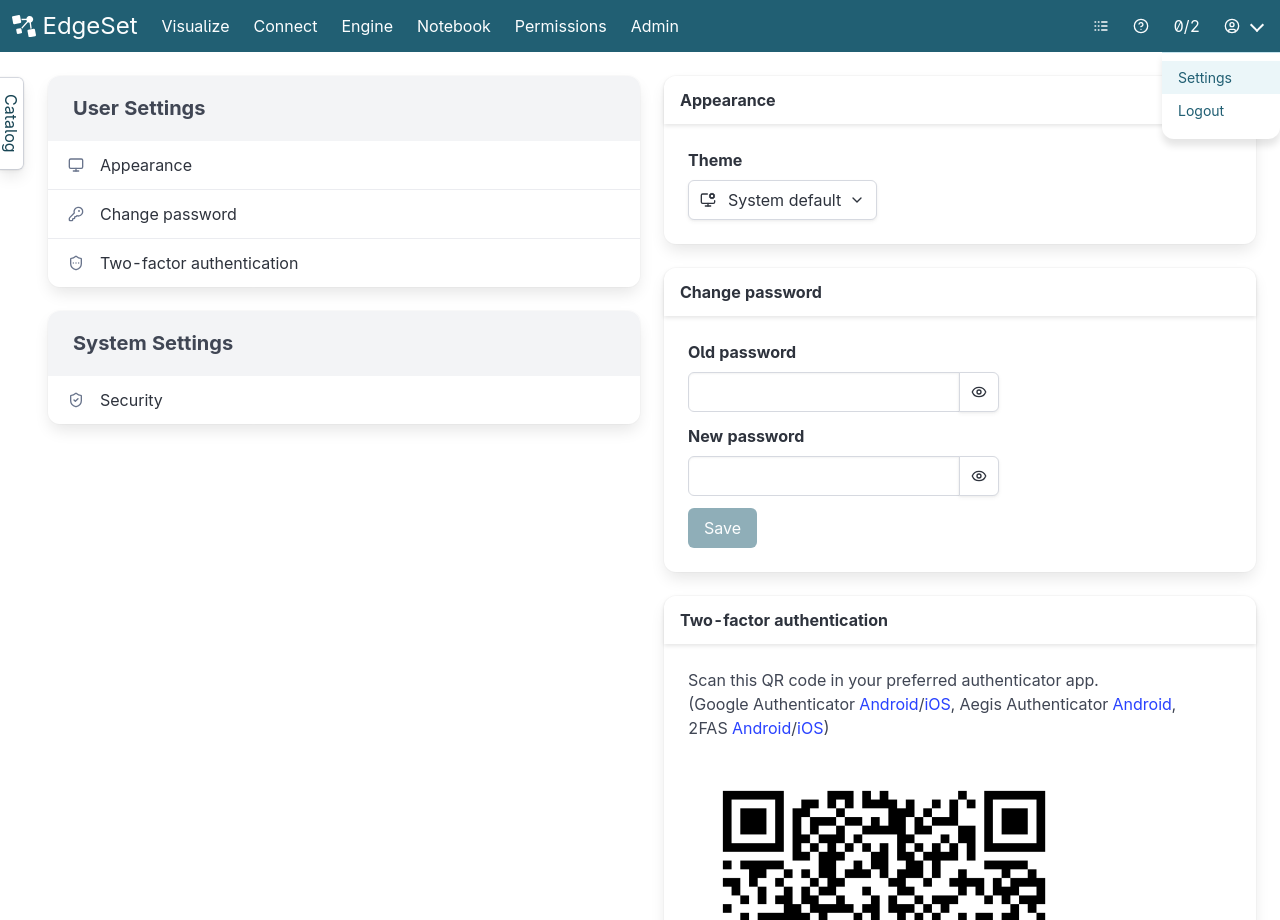 EdgeSet Visualize Connect Engine Notebook Permissions Admin 0/2
Settings
Logout
Catalog
User Settings
Appearance
Change password
Two-factor authentication
System Settings
Security
Appearance
Theme
System default
Change password
Old password
New password
Save
Two-factor authentication
Scan this QR code in your preferred authenticator app.
(Google Authenticator Android/iOS, Aegis Authenticator Android,
2FAS Android/iOS)